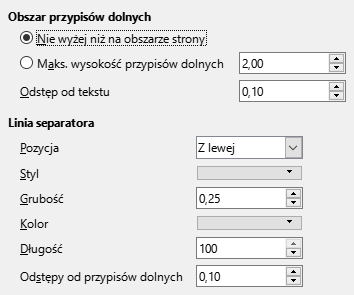 Obszar przypisów dolnych
Nie wyżej niż na obszarze strony
Maks. wysokość przypisów dolnych 2,00
Odstęp od tekstu 0,10
Linia separatora
Pozycja Z lewej
Styl
Grubość 0,25
Kolor
Długość 100
Odstępy od przypisów dolnych 0,10